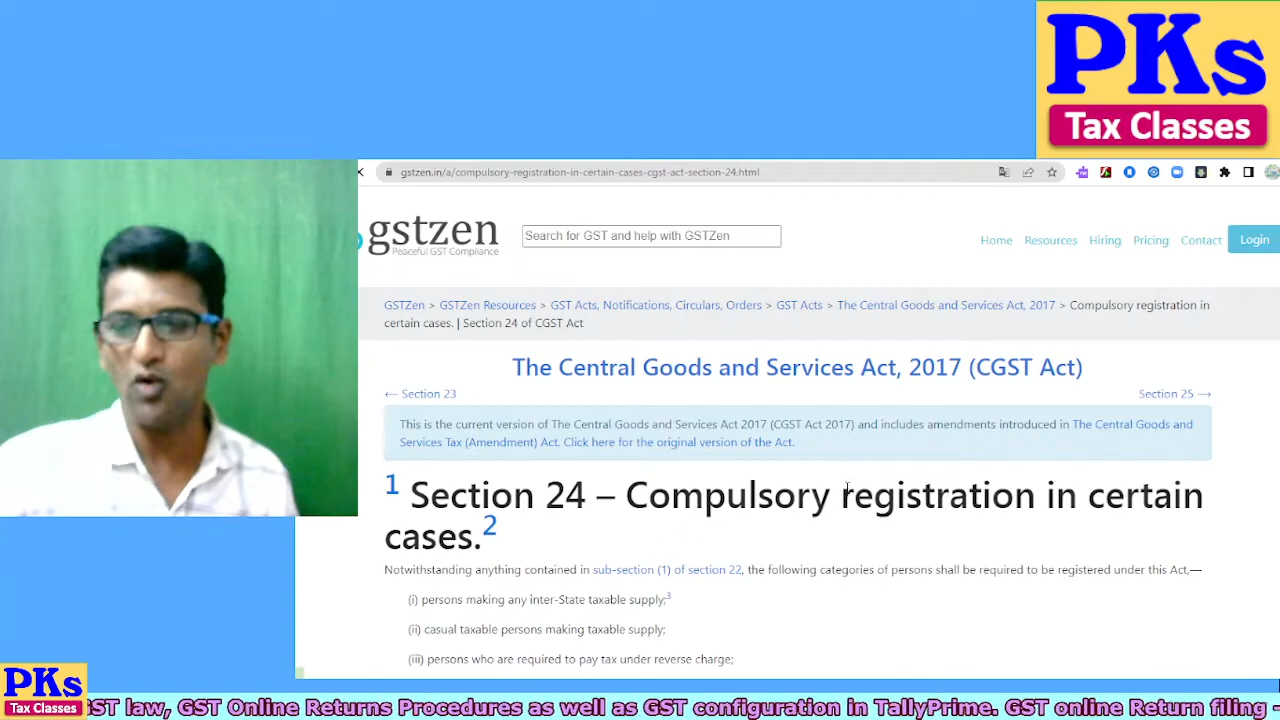 PKs
Tax Classes
gstzen.in/a/compulsory-registration-in-certain-cases-cgst-act-section-24.html
gstzen
Peaceful GST Compliance
Search for GST and help with GSTZen
Home Resources Hiring Pricing Contact Login
GSTZen > GSTZen Resources > GST Acts, Notifications, Circulars, Orders > GST Acts > The Central Goods and Services Act, 2017 > Compulsory registration in
certain cases. | Section 24 of CGST Act
The Central Goods and Services Act, 2017 (CGST Act)
← Section 23 Section 25 →
This is the current version of The Central Goods and Services Act 2017 (CGST Act 2017) and includes amendments introduced in The Central Goods and
Services Tax (Amendment) Act. Click here for the original version of the Act.
1 Section 24 – Compulsory registration in certain
cases.2
Notwithstanding anything contained in sub-section (1) of section 22, the following categories of persons shall be required to be registered under this Act,—
(i) persons making any inter-State taxable supply;3
(ii) casual taxable persons making taxable supply;
(iii) persons who are required to pay tax under reverse charge;
PKs
Tax Classes
ST law, GST Online Returns Procedures as well as GST configuration in TallyPrime. GST online Return filing -